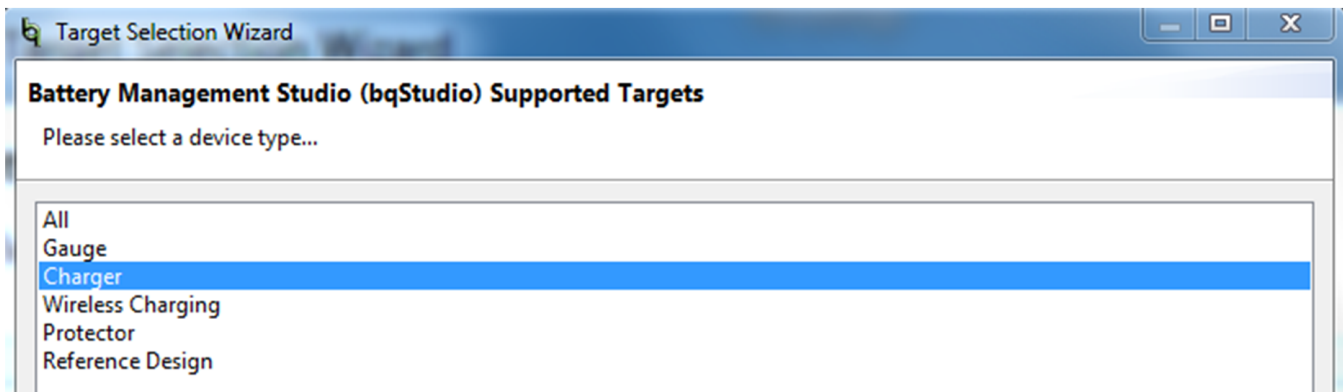 Target Selection Wizard
Battery Management Studio (bqStudio) Supported Targets
Please select a device type...
All
Gauge
Charger
Wireless Charging
Protector
Reference Design